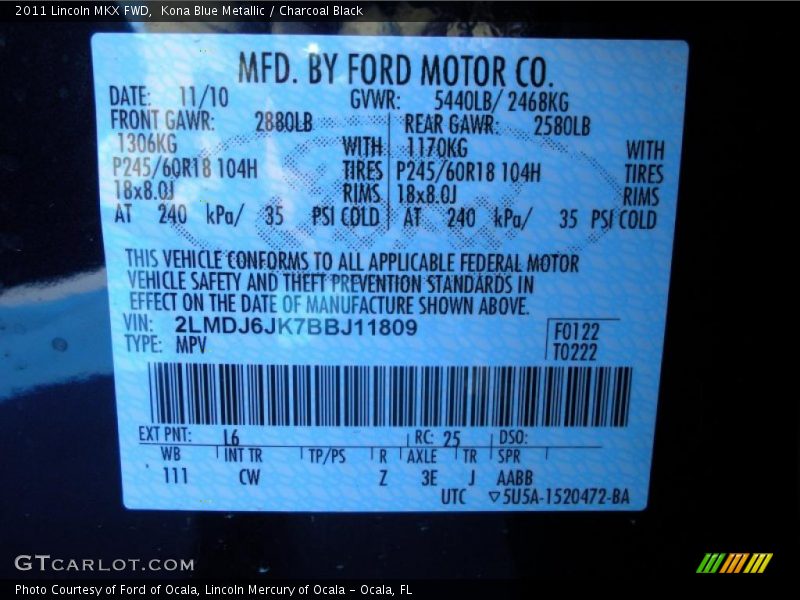 2011 Lincoln MKX FWD, Kona Blue Metallic / Charcoal Black
MFD. BY FORD MOTOR CO.
DATE: 11/10 GVWR: 5440LB/ 2468KG
FRONT GAWR: 2880LB REAR GAWR: 2580LB
1306KG WITH 1170KG WITH
P245/60R18 104H TIRES P245/60R18 104H TIRES
18x8.0J RIMS 18x8.0J RIMS
AT 240 kPa/ 35 PSI COLD AT 240 kPa/ 35 PSI COLD
THIS VEHICLE CONFORMS TO ALL APPLICABLE FEDERAL MOTOR
VEHICLE SAFETY AND THEFT PREVENTION STANDARDS IN
EFFECT ON THE DATE OF MANUFACTURE SHOWN ABOVE.
VIN: 2LMDJ6JK7BBJ11809 F0122
TYPE: MPV T0222
EXT PNT: L6 RC: 25 DSO:
WB INT TR TP/PS R AXLE TR SPR
111 CW Z 3E J AABB
UTC ▽5U5A-1520472-BA
GTCARLOT.COM
Photo Courtesy of Ford of Ocala, Lincoln Mercury of Ocala - Ocala, FL